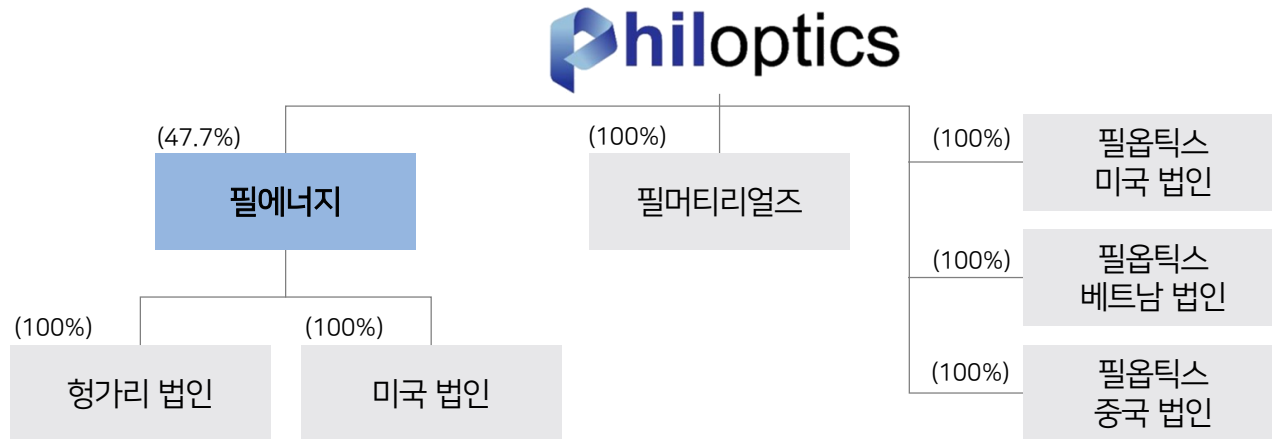 Philoptics
(47.7%)
필에너지
(100%)
필머티리얼즈
(100%)
필옵틱스
미국 법인
(100%)
필옵틱스
베트남 법인
(100%)
필옵틱스
중국 법인
(100%)
헝가리 법인
(100%)
미국 법인